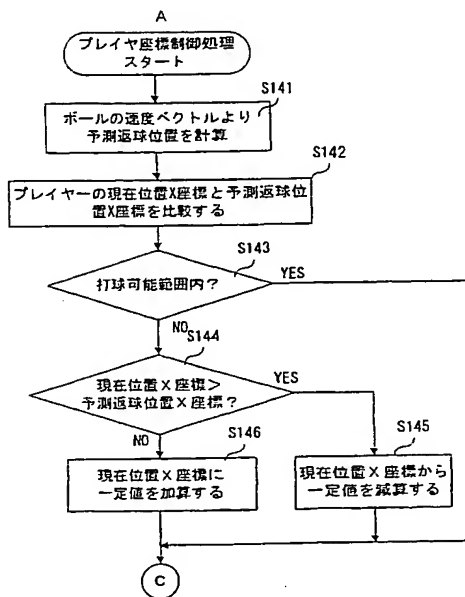 A
プレイヤ座標制御処理
スタート
S141
ボールの速度ベクトルより
予測返球位置を計算
S142
プレイヤーの現在位置X座標と予測返球位
置X座標を比較する
S143
打球可能範囲内?
YES
NO
S144
現在位置X座標>
予測返球位置X座標?
YES
NO
S146
現在位置X座標に
一定値を加算する
S145
現在位置X座標から
一定値を減算する
C